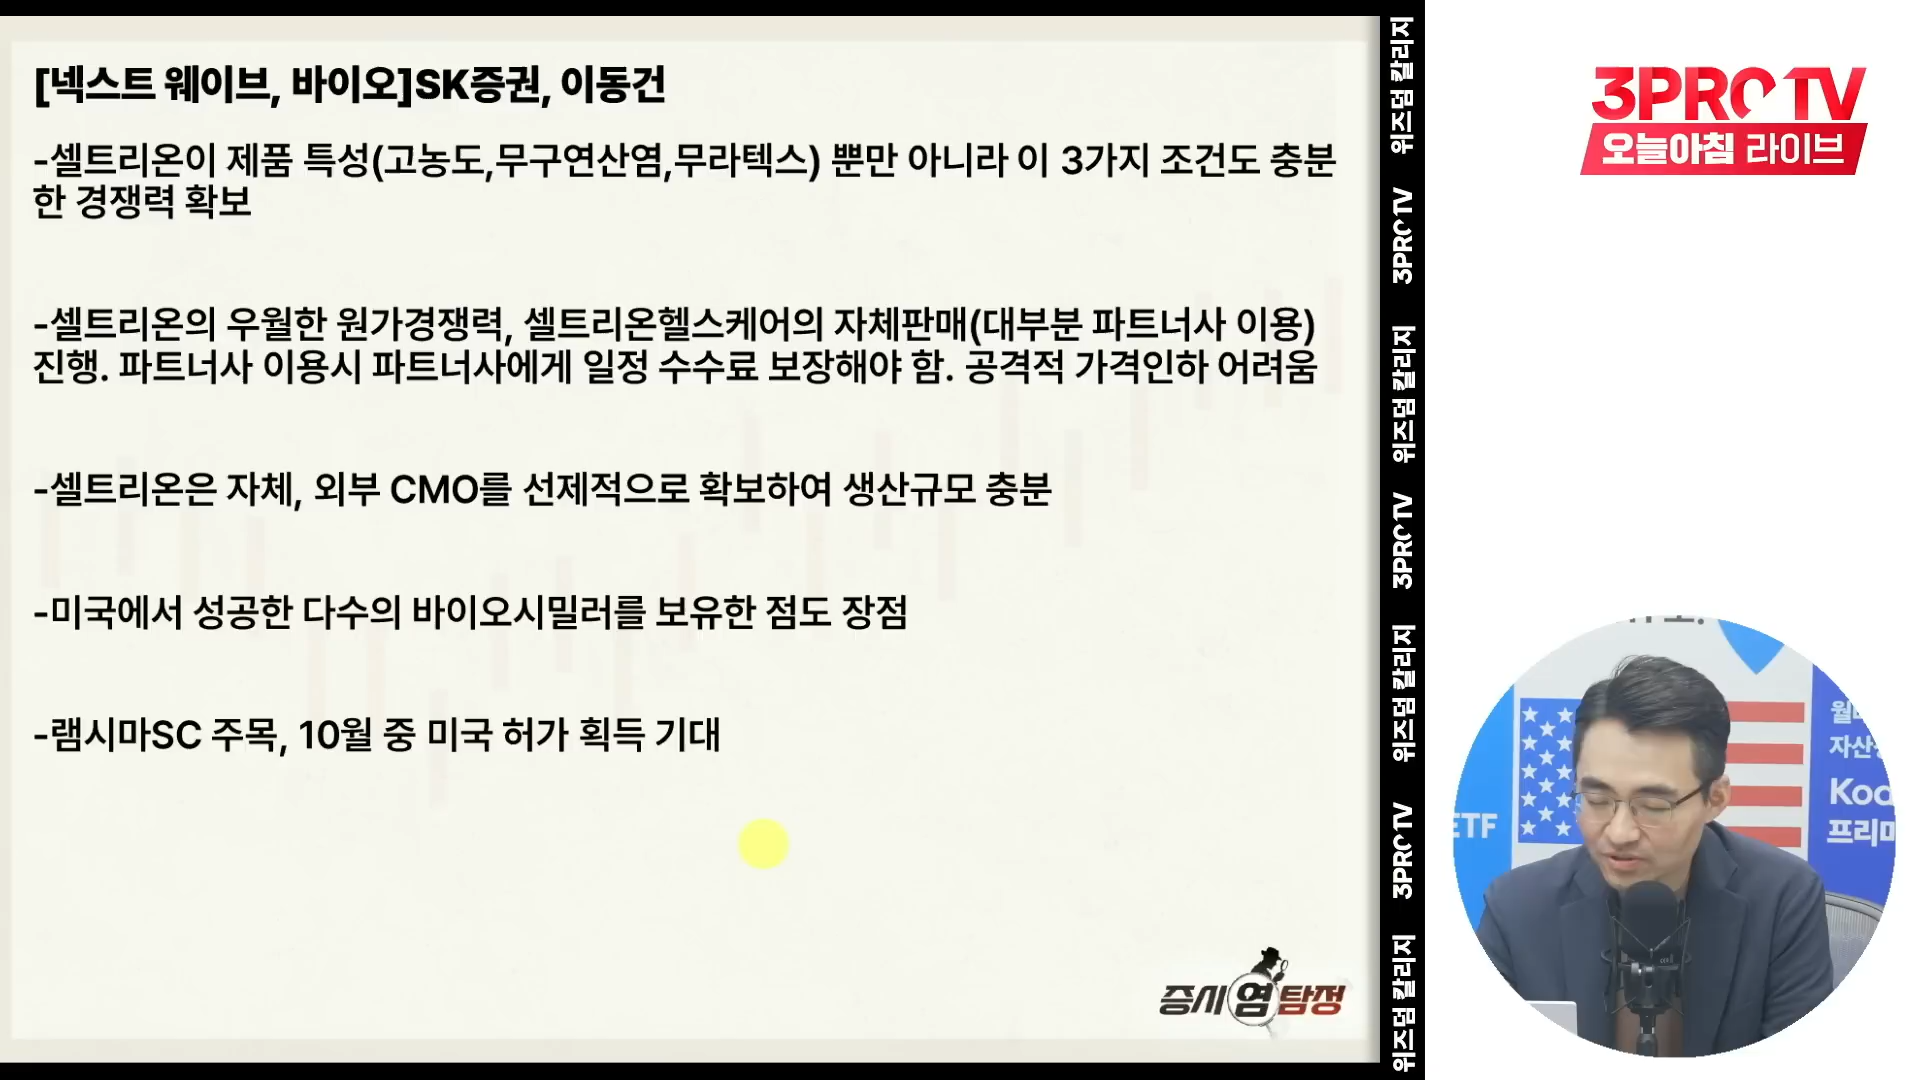 [넥스트 웨이브, 바이오]SK증권, 이동건
-셀트리온이 제품 특성(고농도,무구연산염,무라텍스) 뿐만 아니라 이 3가지 조건도 충분
한 경쟁력 확보
-셀트리온의 우월한 원가경쟁력, 셀트리온헬스케어의 자체판매(대부분 파트너사 이용)
진행. 파트너사 이용시 파트너사에게 일정 수수료 보장해야 함. 공격적 가격인하 어려움
-셀트리온은 자체, 외부 CMO를 선제적으로 확보하여 생산규모 충분
-미국에서 성공한 다수의 바이오시밀러를 보유한 점도 장점
-램시마SC 주목, 10월 중 미국 허가 획득 기대
증시염탐정
위즈덤 칼리지
3PROTV
위즈덤 칼리지
3PROTV
위즈덤 칼리지
3PROTV
위즈덤 칼리지
3PROTV
오늘아침 라이브
ETF
자산
프리미